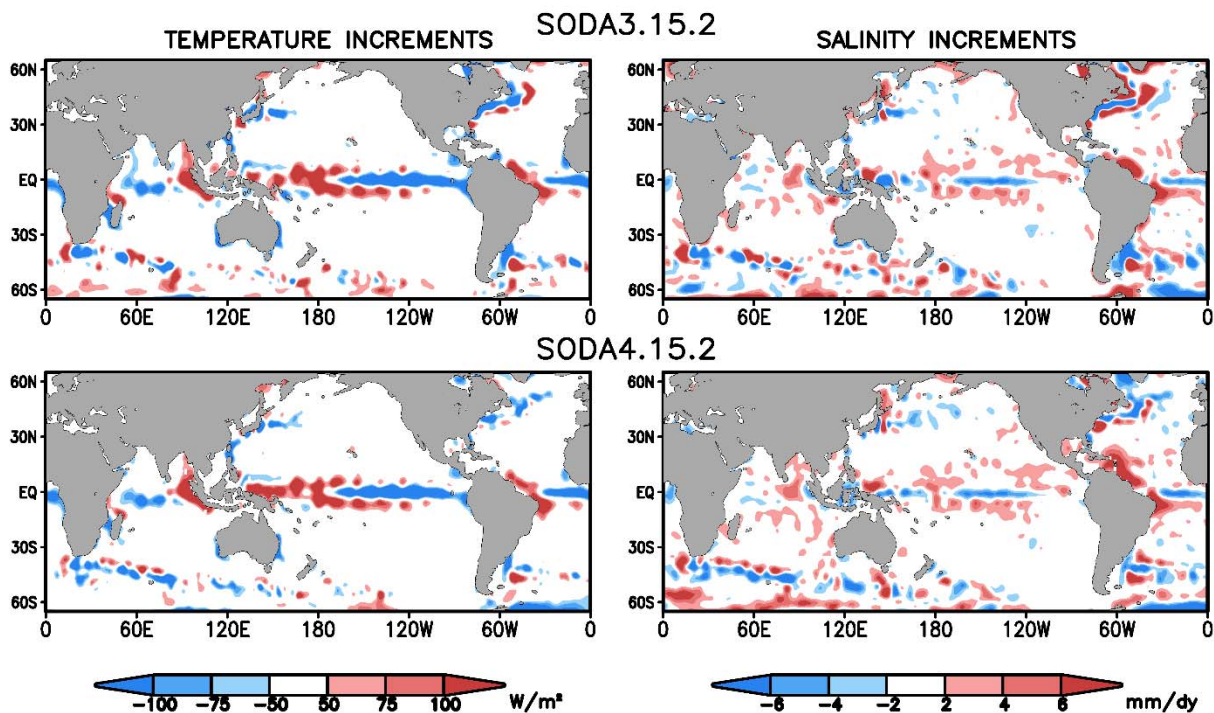 SODA3.15.2
TEMPERATURE INCREMENTS
SALINITY INCREMENTS
60N
30N
EQ
30S
60S
0 60E 120E 180 120W 60W 0
60N
30N
EQ
30S
60S
0 60E 120E 180 120W 60W 0
SODA4.15.2
60N
30N
EQ
30S
60S
0 60E 120E 180 120W 60W 0
60N
30N
EQ
30S
60S
0 60E 120E 180 120W 60W 0
-100 -75 -50 50 75 100 W/m²
-6 -4 -2 2 4 6 mm/dy